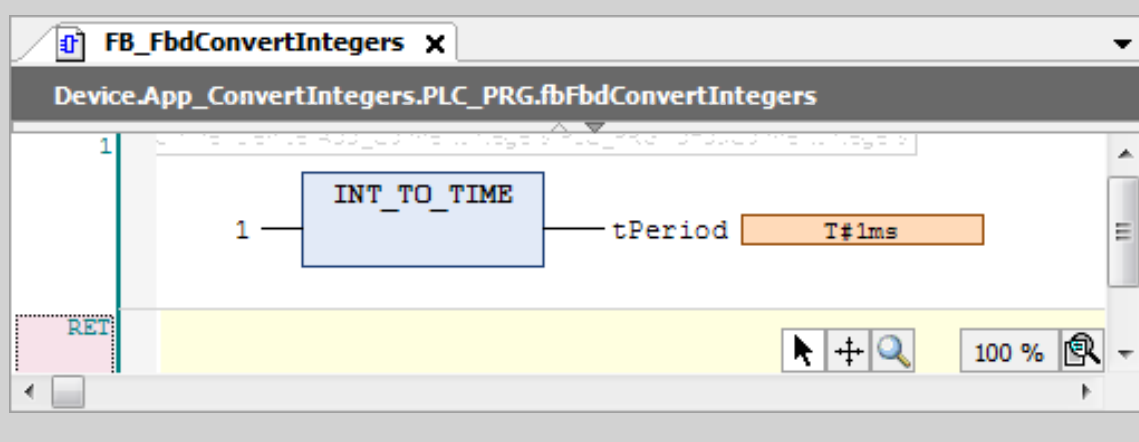 FB_FbdConvertIntegers
Device.App_ConvertIntegers.PLC_PRG.fbFbdConvertIntegers
1
INT_TO_TIME
1 tPeriod T#1ms
RET
100 %